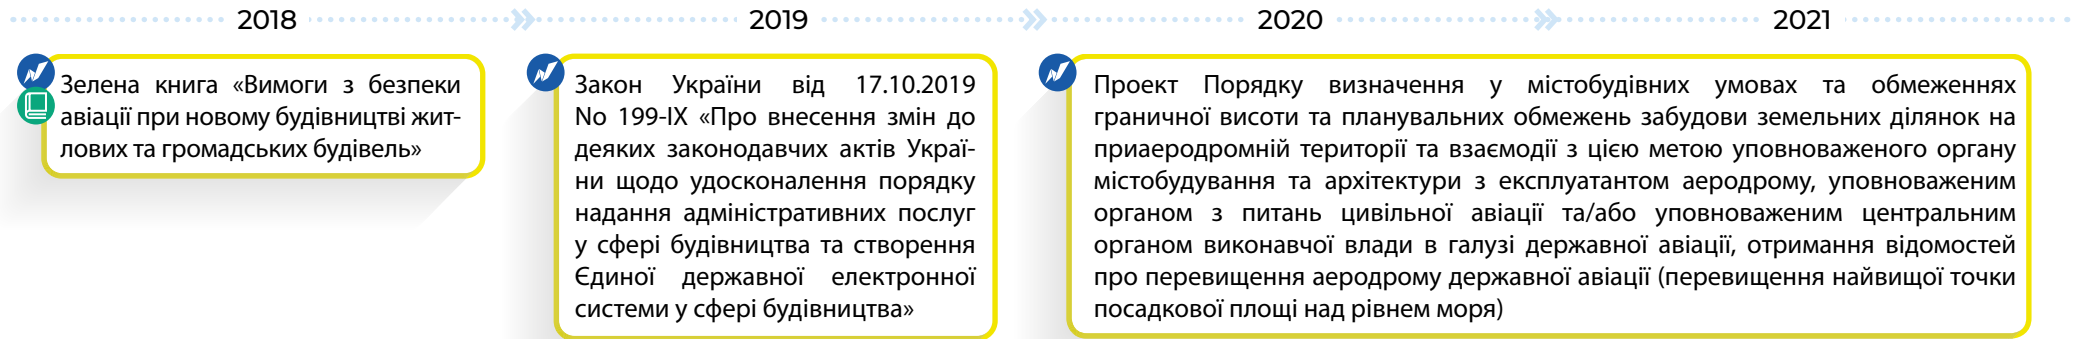 2018
2019
2020
2021
Зелена книга «Вимоги з безпеки
авіації при новому будівництві жит-
лових та громадських будівель»
Закон України від 17.10.2019
No 199-IX «Про внесення змін до
деяких законодавчих актів Украї-
ни щодо удосконалення порядку
надання адміністративних послуг
у сфері будівництва та створення
Єдиної державної електронної
системи у сфері будівництва»
Проект Порядку визначення у містобудівних умовах та обмеженнях
граничної висоти та планувальних обмежень забудови земельних ділянок на
приаеродромній території та взаємодії з цією метою уповноваженого органу
містобудування та архітектури з експлуатантом аеродрому, уповноваженим
органом з питань цивільної авіації та/або уповноваженим центральним
органом виконавчої влади в галузі державної авіації, отримання відомостей
про перевищення аеродрому державної авіації (перевищення найвищої точки
посадкової площі над рівнем моря)